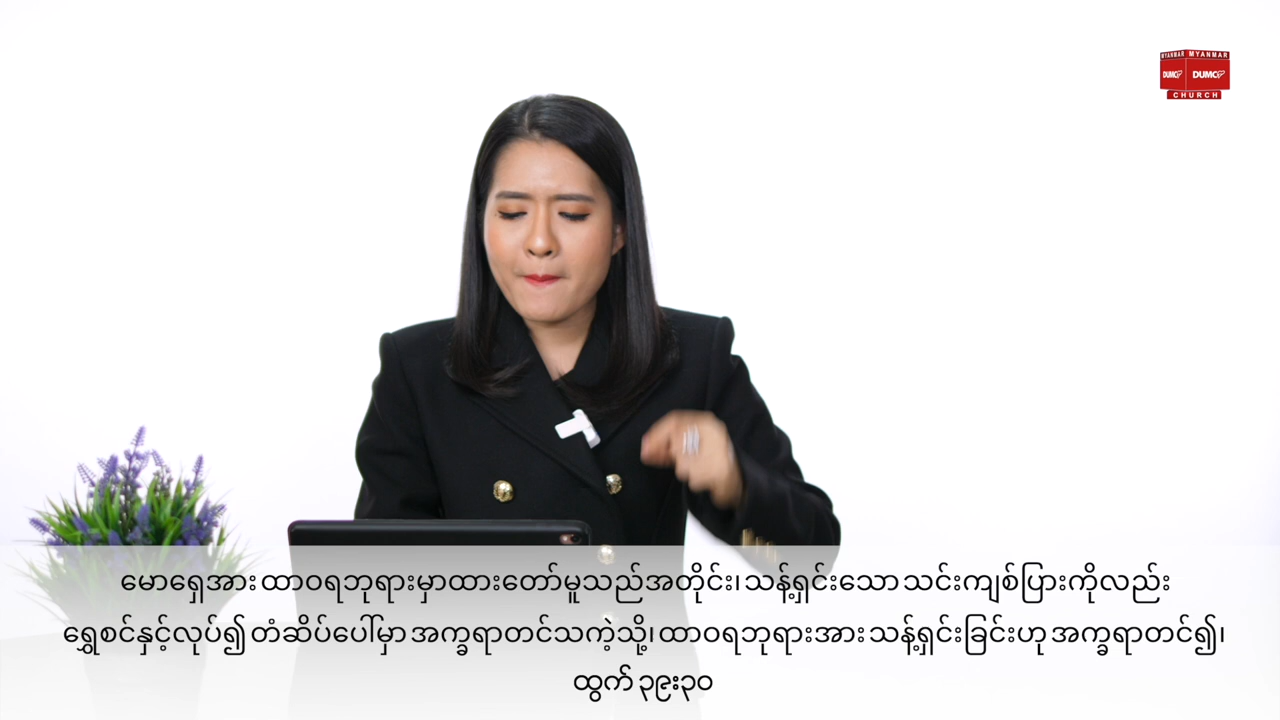 MYANMAR MYANMAR
DUMC DUMC
CHURCH
မောရှေအား ထာဝရဘုရားမှာထားတော်မူသည်အတိုင်း၊ သန့်ရှင်းသော သင်းကျစ်ပြားကိုလည်း
ရွှေစင်နှင့်လုပ်၍ တံဆိပ်ပေါ်မှာ အက္ခရာတင်သကဲ့သို့၊ ထာဝရဘုရားအား သန့်ရှင်းခြင်းဟု အက္ခရာတင်၍၊
ထွက် ၃၉း၃၀